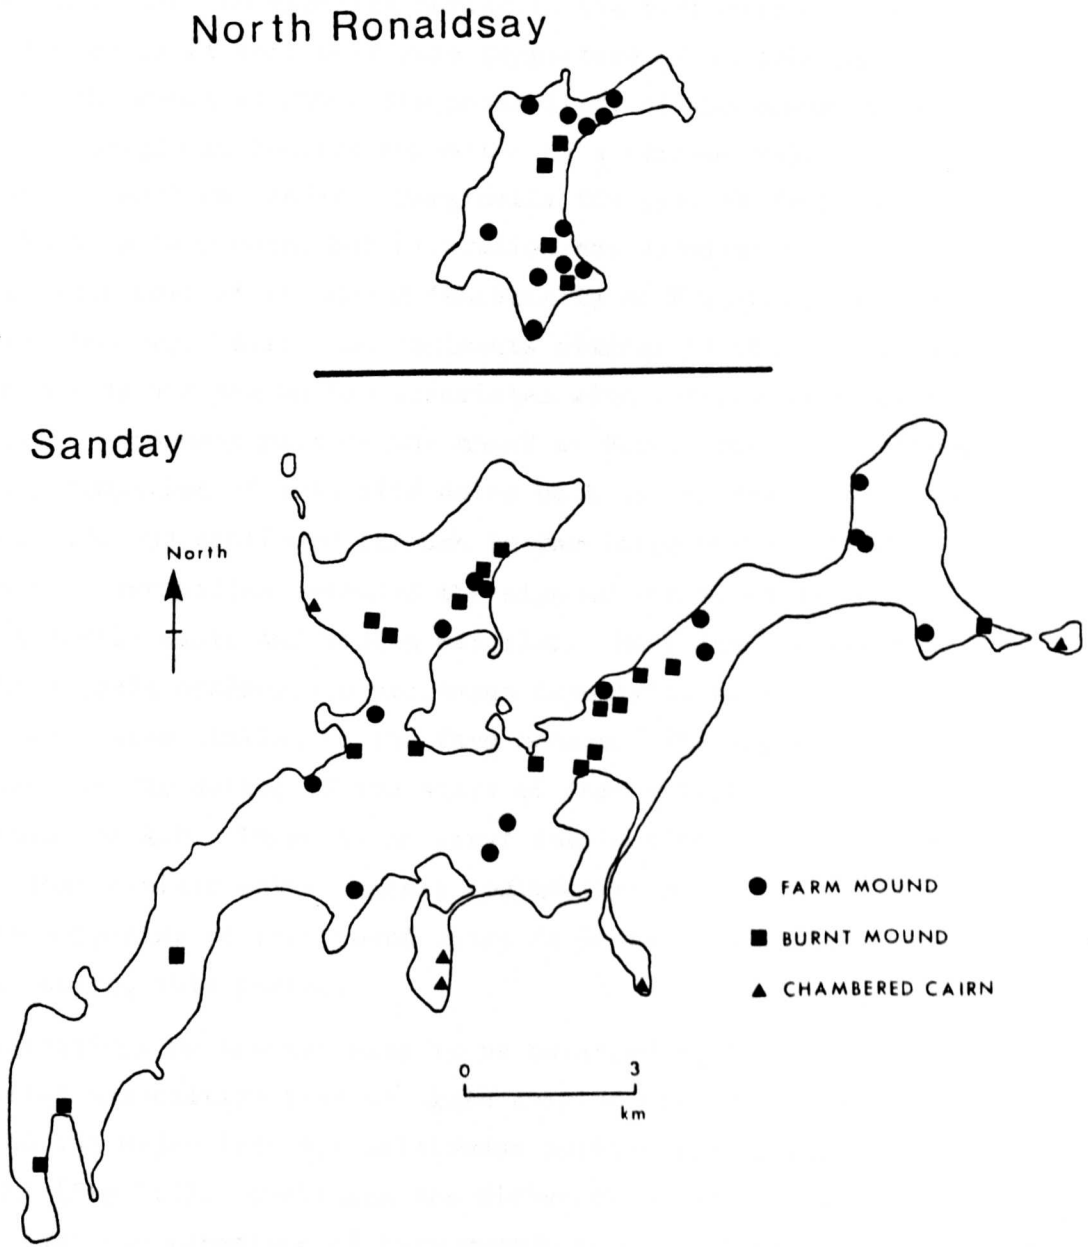 North Ronaldsay
Sanday
North
FARM MOUND
BURNT MOUND
CHAMBERED CAIRN
0 3
km